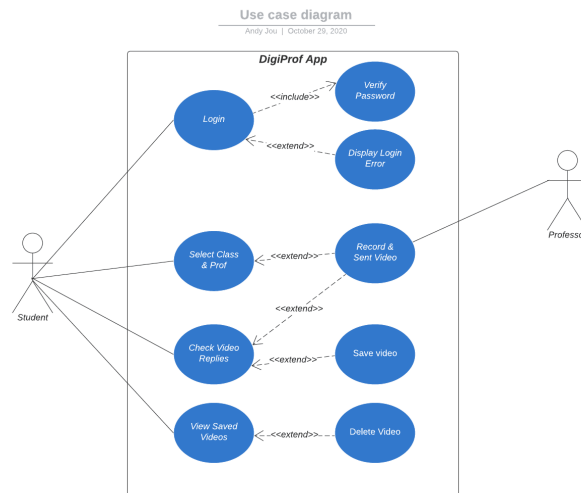 Use case diagram
Andy Jou | October 29, 2020
DigiProf App
Verify
Password
<<include>>
Login
<<extend>>
Display Login
Error
Professo
Select Class
& Prof
<<extend>>
Record &
Sent Video
<<extend>>
Student
Check Video
Replies
<<extend>>
Save video
View Saved
Videos
<<extend>>
Delete Video